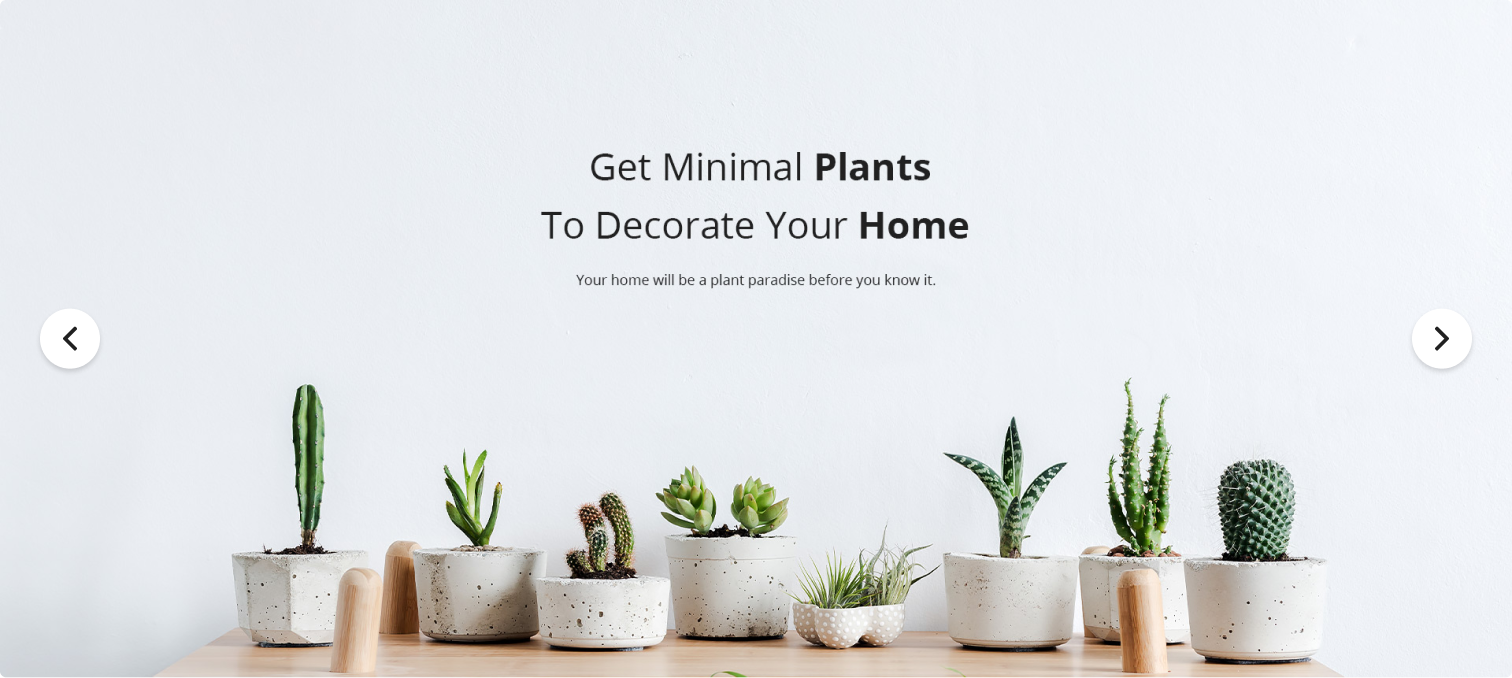 Get Minimal Plants
To Decorate Your Home
Your home will be a plant paradise before you know it.